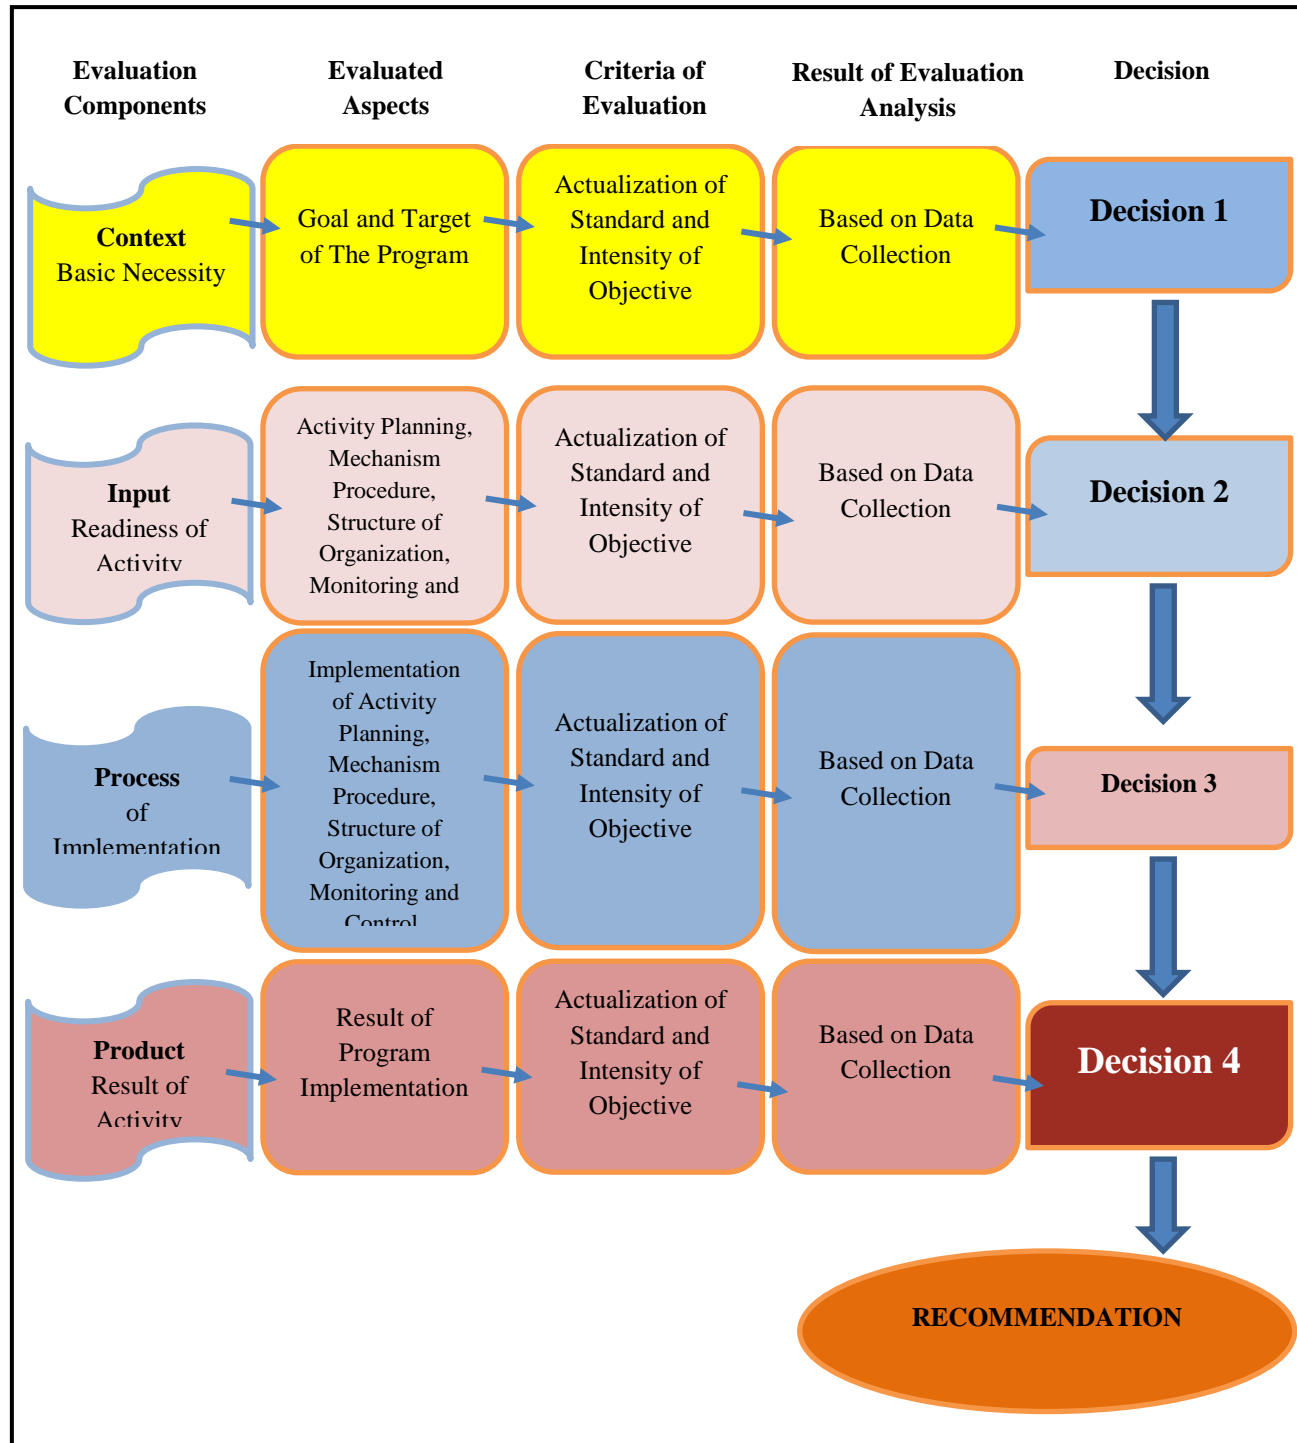 Evaluation
Components
Evaluated
Aspects
Criteria of
Evaluation
Result of Evaluation
Analysis
Decision
Context
Basic Necessity
Goal and Target
of The Program
Actualization of
Standard and
Intensity of
Objective
Based on Data
Collection
Decision 1
Input
Readiness of
Activity
Activity Planning,
Mechanism
Procedure,
Structure of
Organization,
Monitoring and
Actualization of
Standard and
Intensity of
Objective
Based on Data
Collection
Decision 2
Process
of
Implementation
Implementation
of Activity
Planning,
Mechanism
Procedure,
Structure of
Organization,
Monitoring and
Control
Actualization of
Standard and
Intensity of
Objective
Based on Data
Collection
Decision 3
Product
Result of
Activity
Result of
Program
Implementation
Actualization of
Standard and
Intensity of
Objective
Based on Data
Collection
Decision 4
RECOMMENDATION